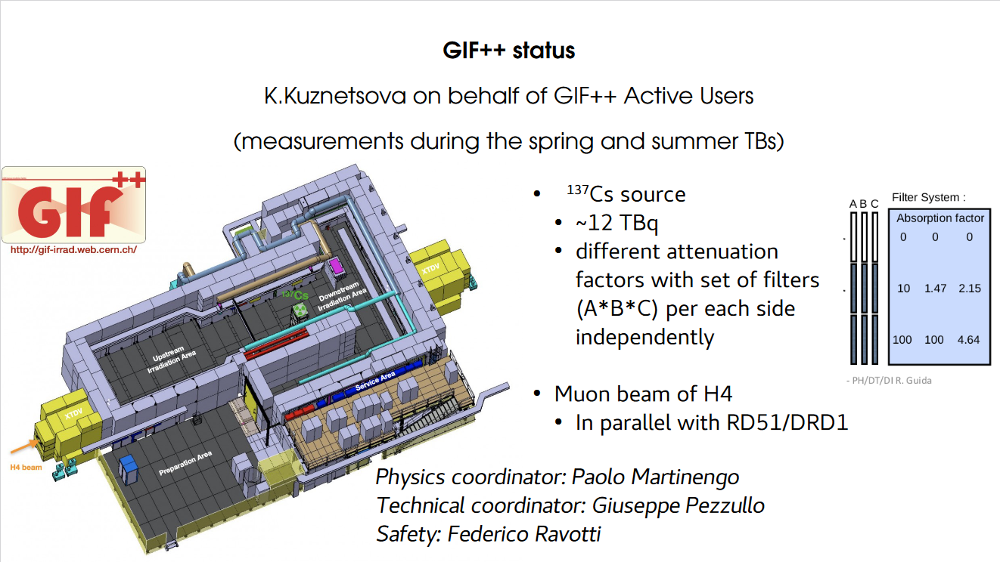 GIF++ status
K.Kuznetsova on behalf of GIF++ Active Users
(measurements during the spring and summer TBs)
GIF++
http://gif-irrad.web.cern.ch/
137Cs
Downstream
Irradiation Area
XTDV
Upstream
Irradiation Area
Service Area
XTDV
Preparation Area
H4 beam
• ¹³⁷Cs source
• ~12 TBq
• different attenuation
factors with set of filters
(A*B*C) per each side
independently
• Muon beam of H4
• In parallel with RD51/DRD1
A B C
Filter System :
Absorption factor
0 0 0
10 1.47 2.15
100 100 4.64
- PH/DT/DI R. Guida
Physics coordinator: Paolo Martinengo
Technical coordinator: Giuseppe Pezzullo
Safety: Federico Ravotti